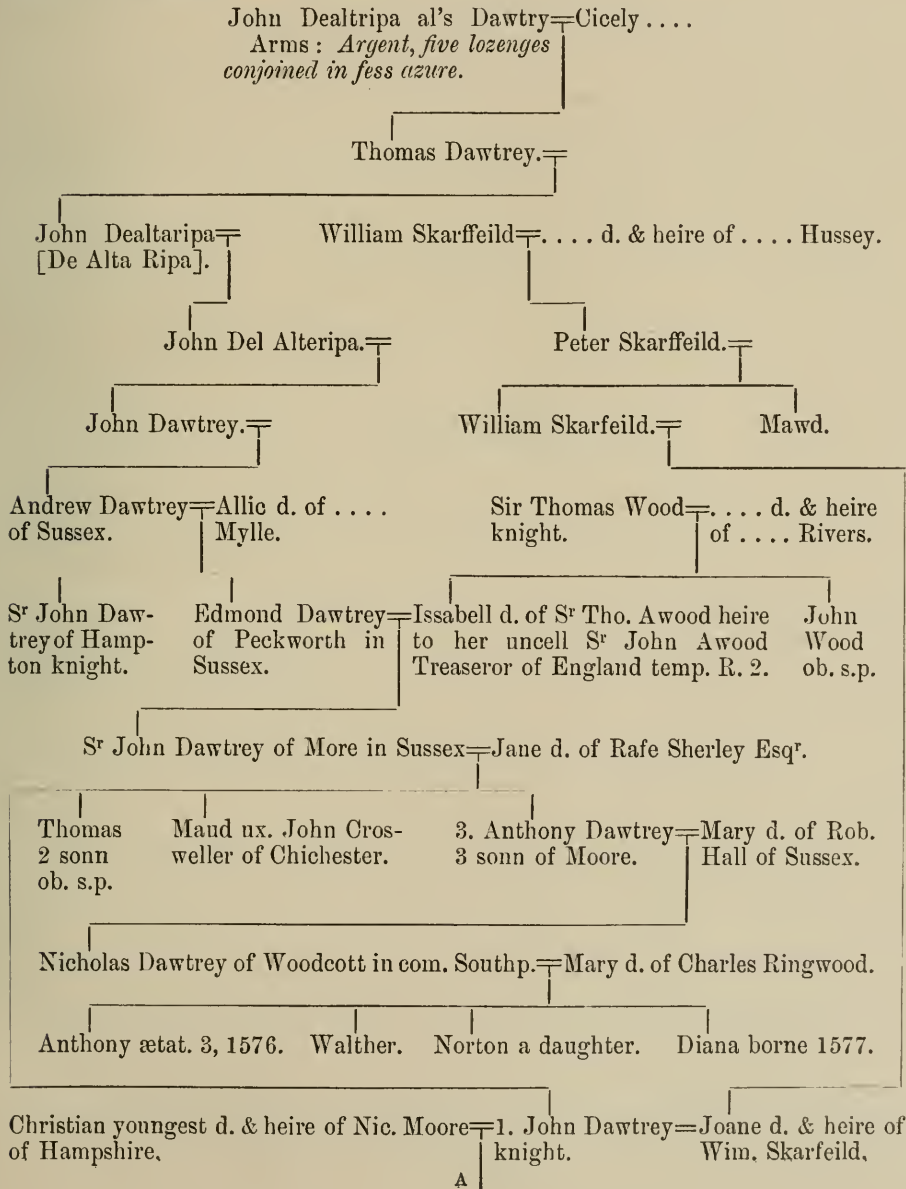 John Dealtripa al's Dawtry=Cicely ....
Arms : Argent, five lozenges
conjoined in fess azure.
Thomas Dawtrey.=
John Dealtaripa=
[De Alta Ripa].
William Skarffeild=.... d. & heire of .... Hussey.
John Del Alteripa.=
Peter Skarffeild.=
John Dawtrey.=
William Skarfeild.=
Mawd.
Andrew Dawtrey=Allic d. of ....
of Sussex. Mylle.
Sir Thomas Wood=.... d. & heire
knight. of .... Rivers.
Sr John Daw-
trey of Hamp-
ton knight.
Edmond Dawtrey=Issabell d. of Sr Tho. Awood heire
of Peckworth in to her uncell Sr John Awood
Sussex. Treaseror of England temp. R. 2.
John
Wood
ob. s.p.
Sr John Dawtrey of More in Sussex=Jane d. of Rafe Sherley Esqr.
Thomas
2 sonn
ob. s.p.
Maud ux. John Cros-
weller of Chichester.
3. Anthony Dawtrey=Mary d. of Rob.
3 sonn of Moore. Hall of Sussex.
Nicholas Dawtrey of Woodcott in com. Southp.=Mary d. of Charles Ringwood.
Anthony ætat. 3, 1576. Walther. Norton a daughter. Diana borne 1577.
Christian youngest d. & heire of Nic. Moore=1. John Dawtrey=Joane d. & heire of
of Hampshire. knight. Wim. Skarfeild.
A